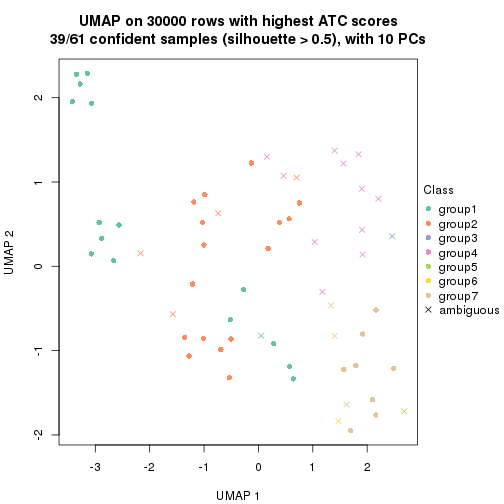 UMAP on 30000 rows with highest ATC scores
39/61 confident samples (silhouette > 0.5), with 10 PCs
UMAP 2
2
1
0
-1
-2
-3
-2
-1
0
1
2
UMAP 1
Class
group1
group2
group3
group4
group5
group6
group7
ambiguous